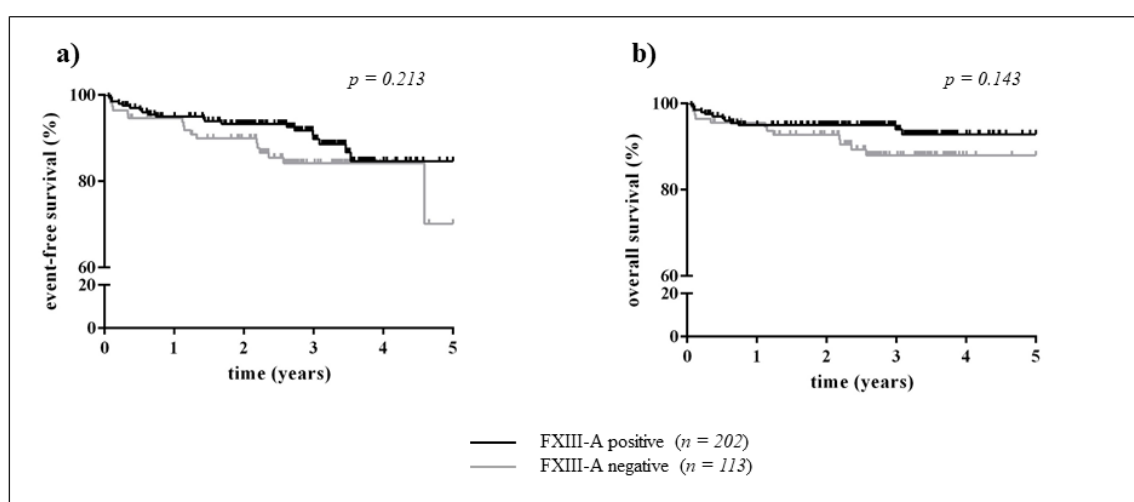 a)
p = 0.213
event-free survival (%)
100
80
60
20
0
0 1 2 3 4 5
time (years)
b)
p = 0.143
overall survival (%)
100
80
60
20
0
0 1 2 3 4 5
time (years)
FXIII-A positive (n = 202)
FXIII-A negative (n = 113)